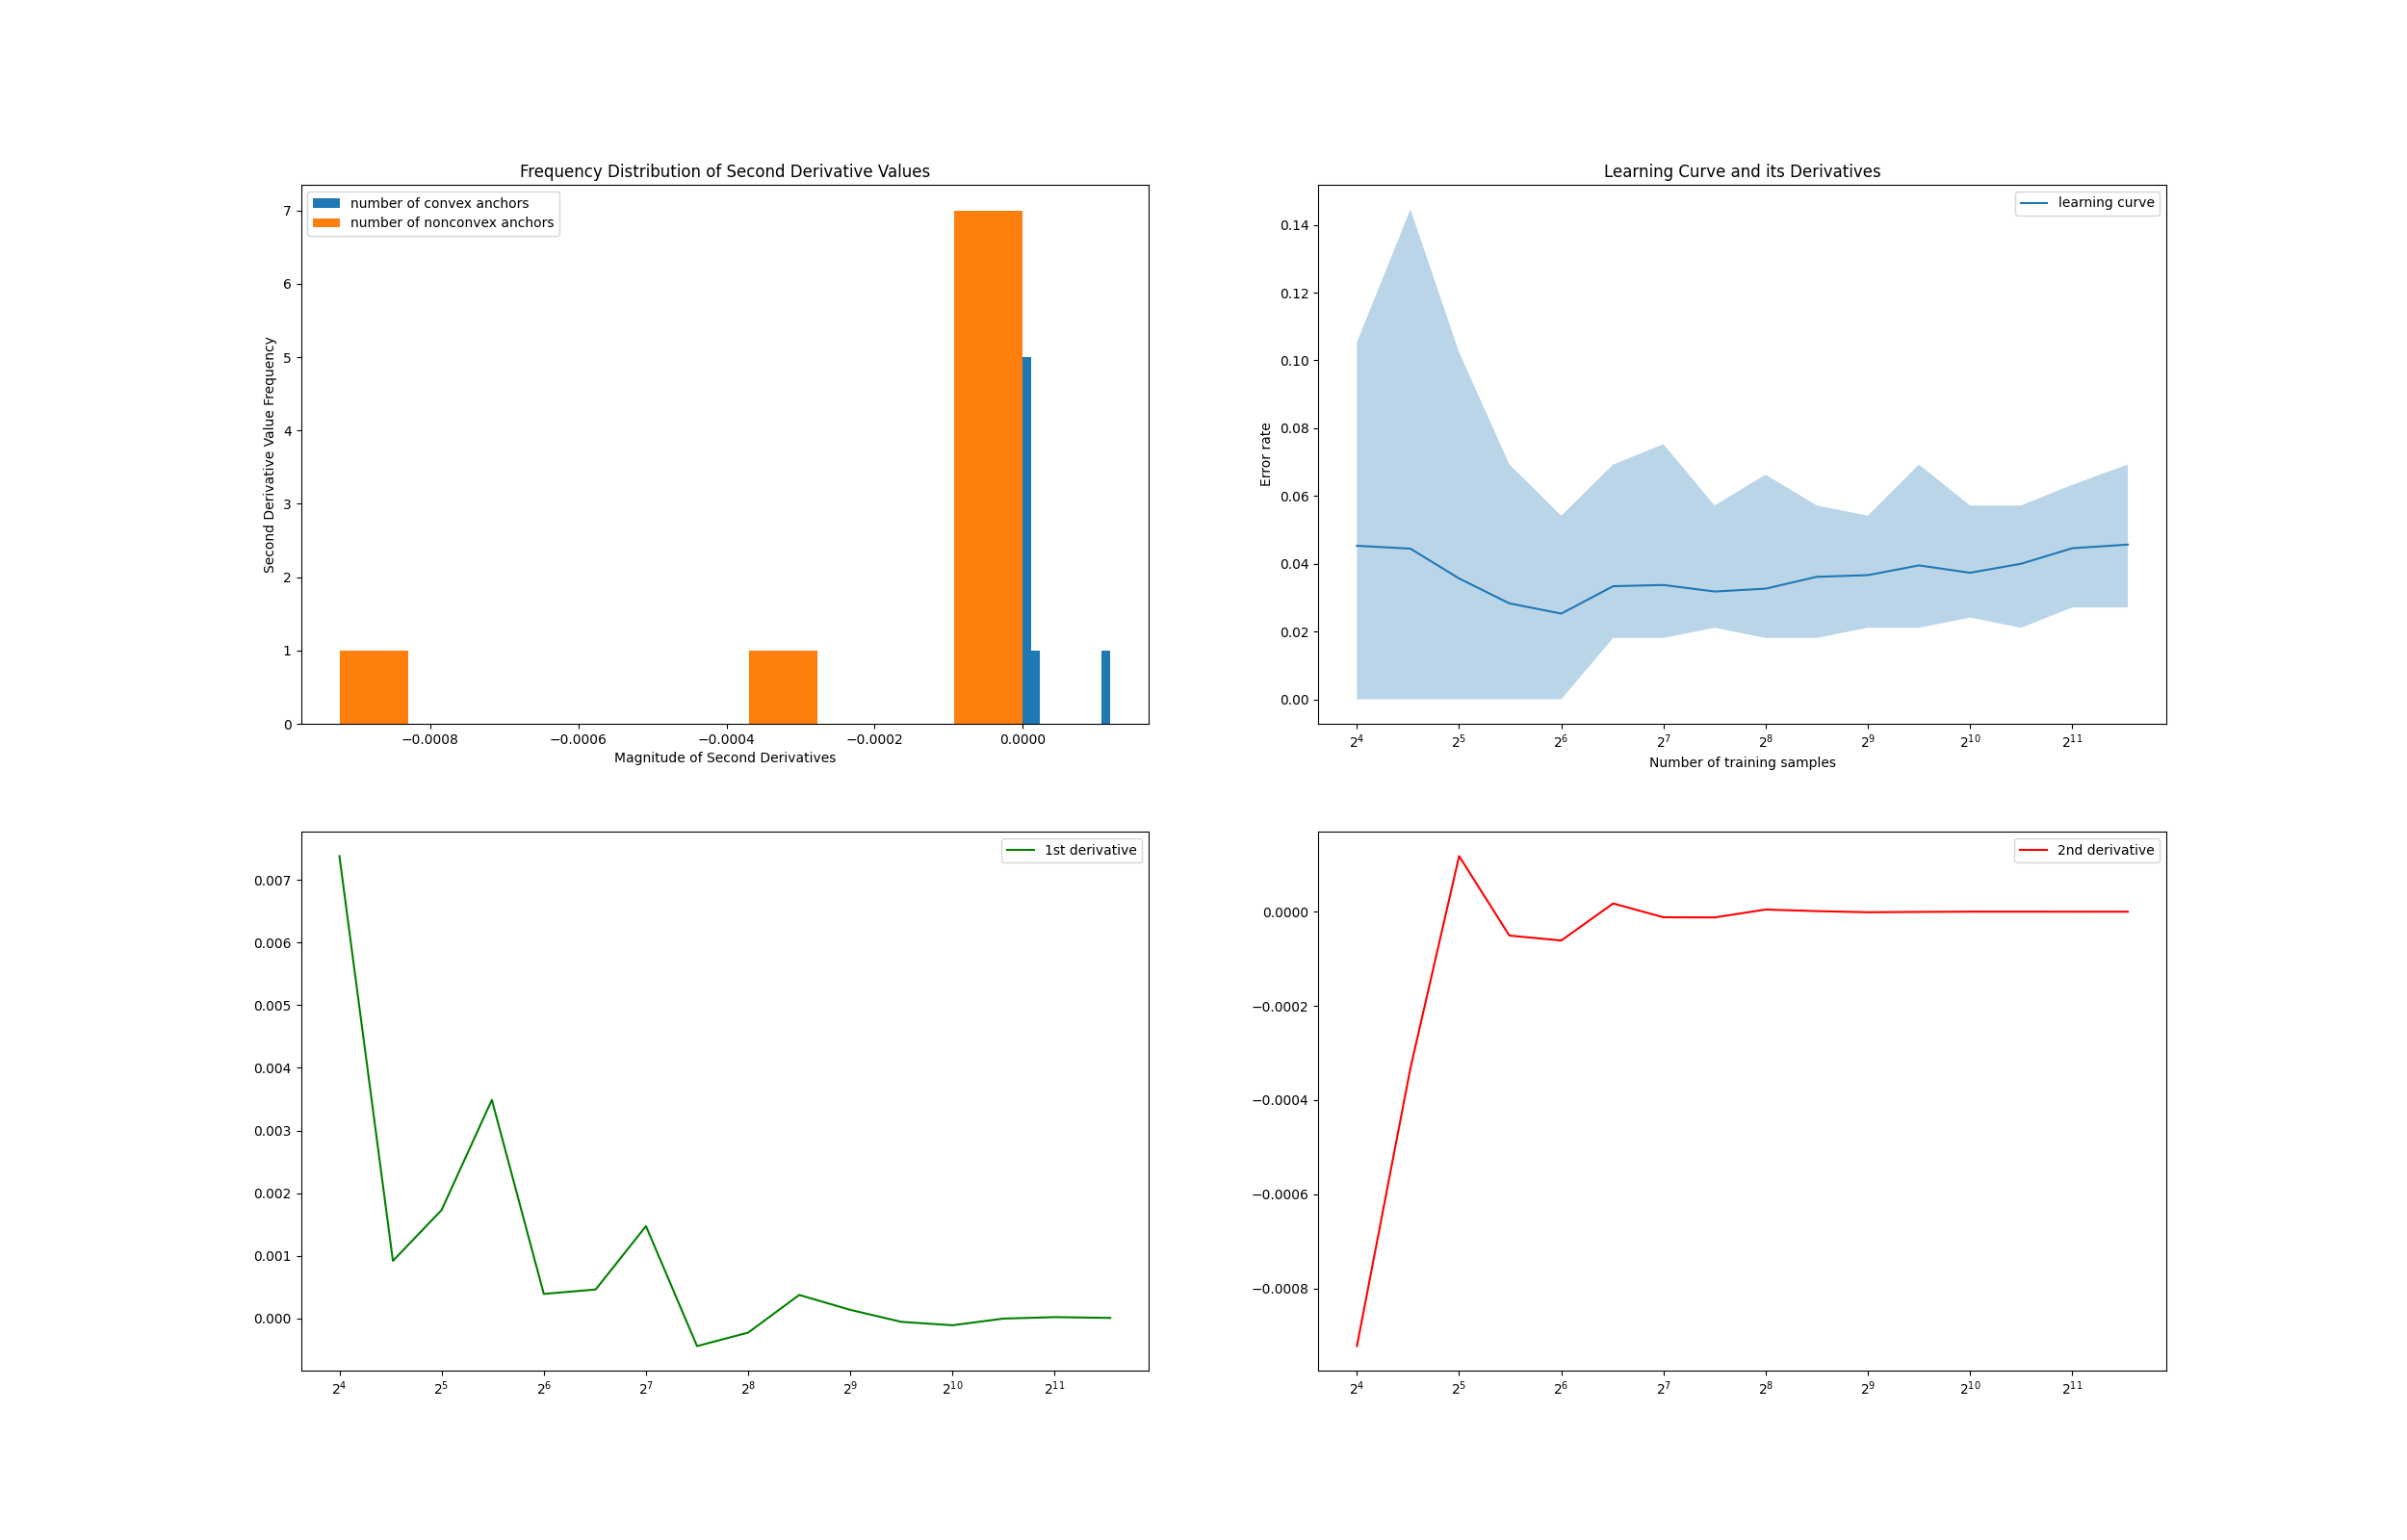 Frequency Distribution of Second Derivative Values
number of convex anchors
number of nonconvex anchors
7
6
5
4
3
2
1
0
Second Derivative Value Frequency
−0.0008 −0.0006 −0.0004 −0.0002 0.0000
Magnitude of Second Derivatives
Learning Curve and its Derivatives
learning curve
0.14
0.12
0.10
0.08
0.06
0.04
0.02
0.00
Error rate
2^4 2^5 2^6 2^7 2^8 2^9 2^10 2^11
Number of training samples
1st derivative
0.007
0.006
0.005
0.004
0.003
0.002
0.001
0.000
2^4 2^5 2^6 2^7 2^8 2^9 2^10 2^11
2nd derivative
0.0000
−0.0002
−0.0004
−0.0006
−0.0008
2^4 2^5 2^6 2^7 2^8 2^9 2^10 2^11